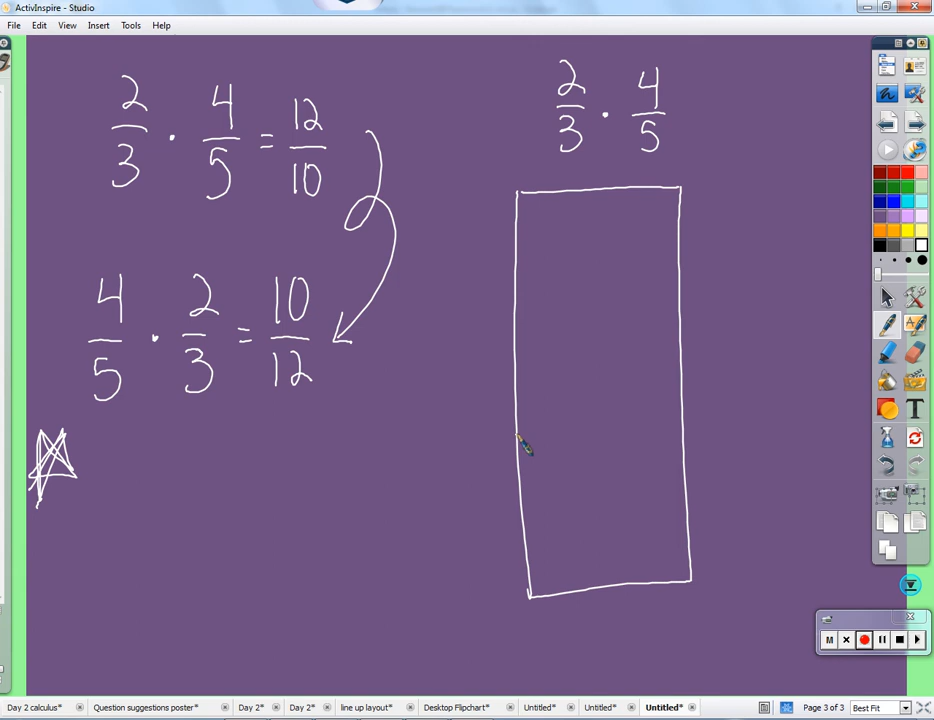 ActivInspire - Studio
File Edit View Insert Tools Help
2/3 · 4/5 = 12/10
4/5 · 2/3 = 10/12
2/3 · 4/5
M
Day 2 calculus* Question suggestions poster* Day 2* Day 2* line up layout* Desktop Flipchart* Untitled* Untitled* Untitled* Page 3 of 3 Best Fit